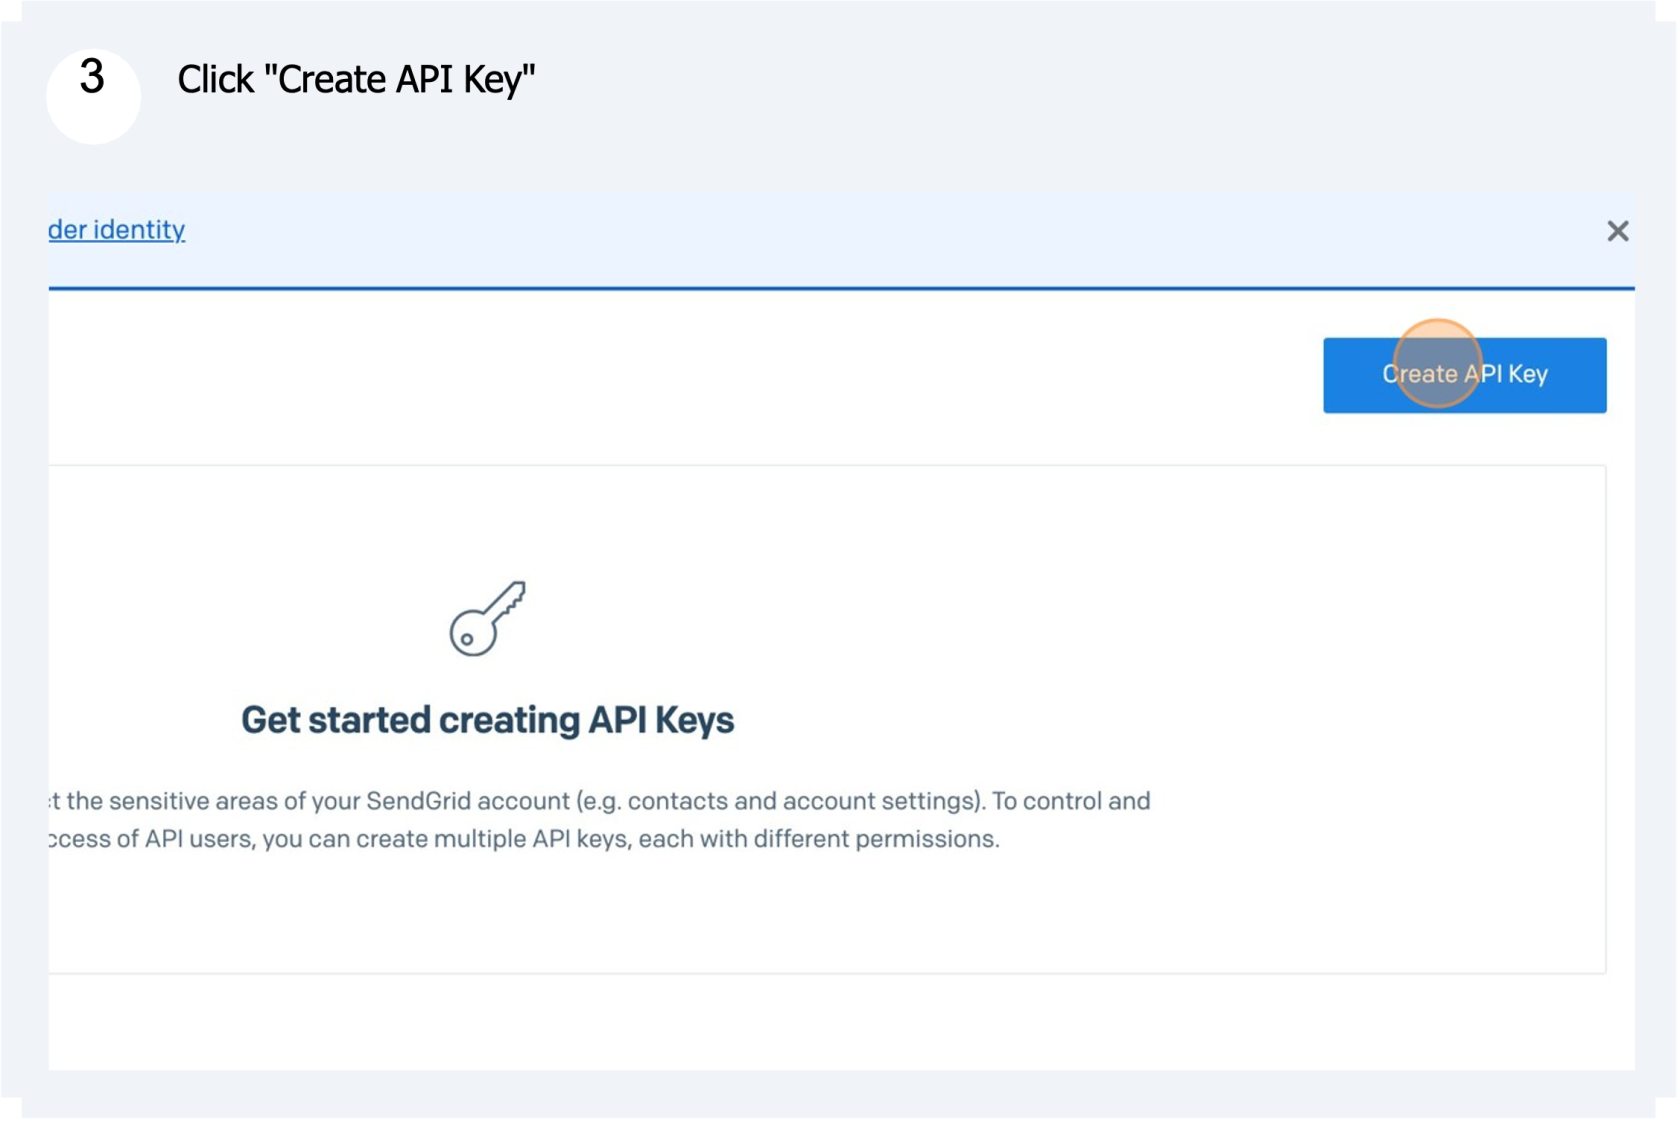 3
Click "Create API Key"
der identity
Create API Key
Get started creating API Keys
t the sensitive areas of your SendGrid account (e.g. contacts and account settings). To control and
ccess of API users, you can create multiple API keys, each with different permissions.